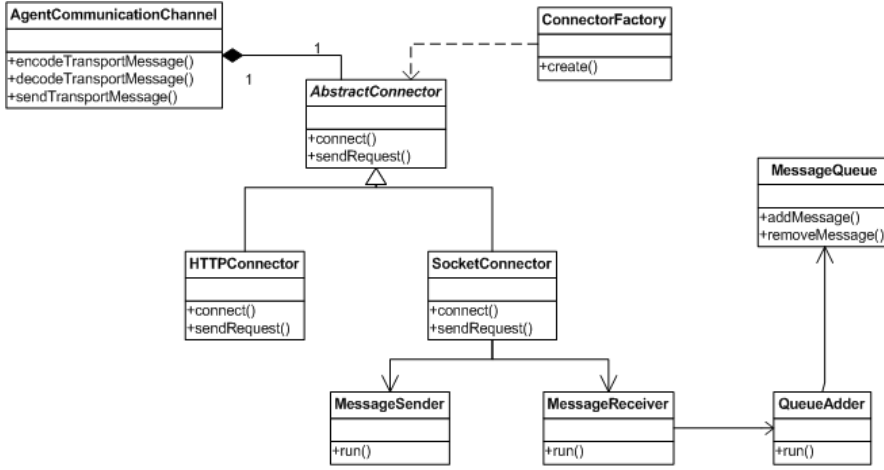 AgentCommunicationChannel
+encodeTransportMessage()
+decodeTransportMessage()
+sendTransportMessage()
1
1
ConnectorFactory
+create()
AbstractConnector
+connect()
+sendRequest()
MessageQueue
+addMessage()
+removeMessage()
HTTPConnector
+connect()
+sendRequest()
SocketConnector
+connect()
+sendRequest()
MessageSender
+run()
MessageReceiver
+run()
QueueAdder
+run()